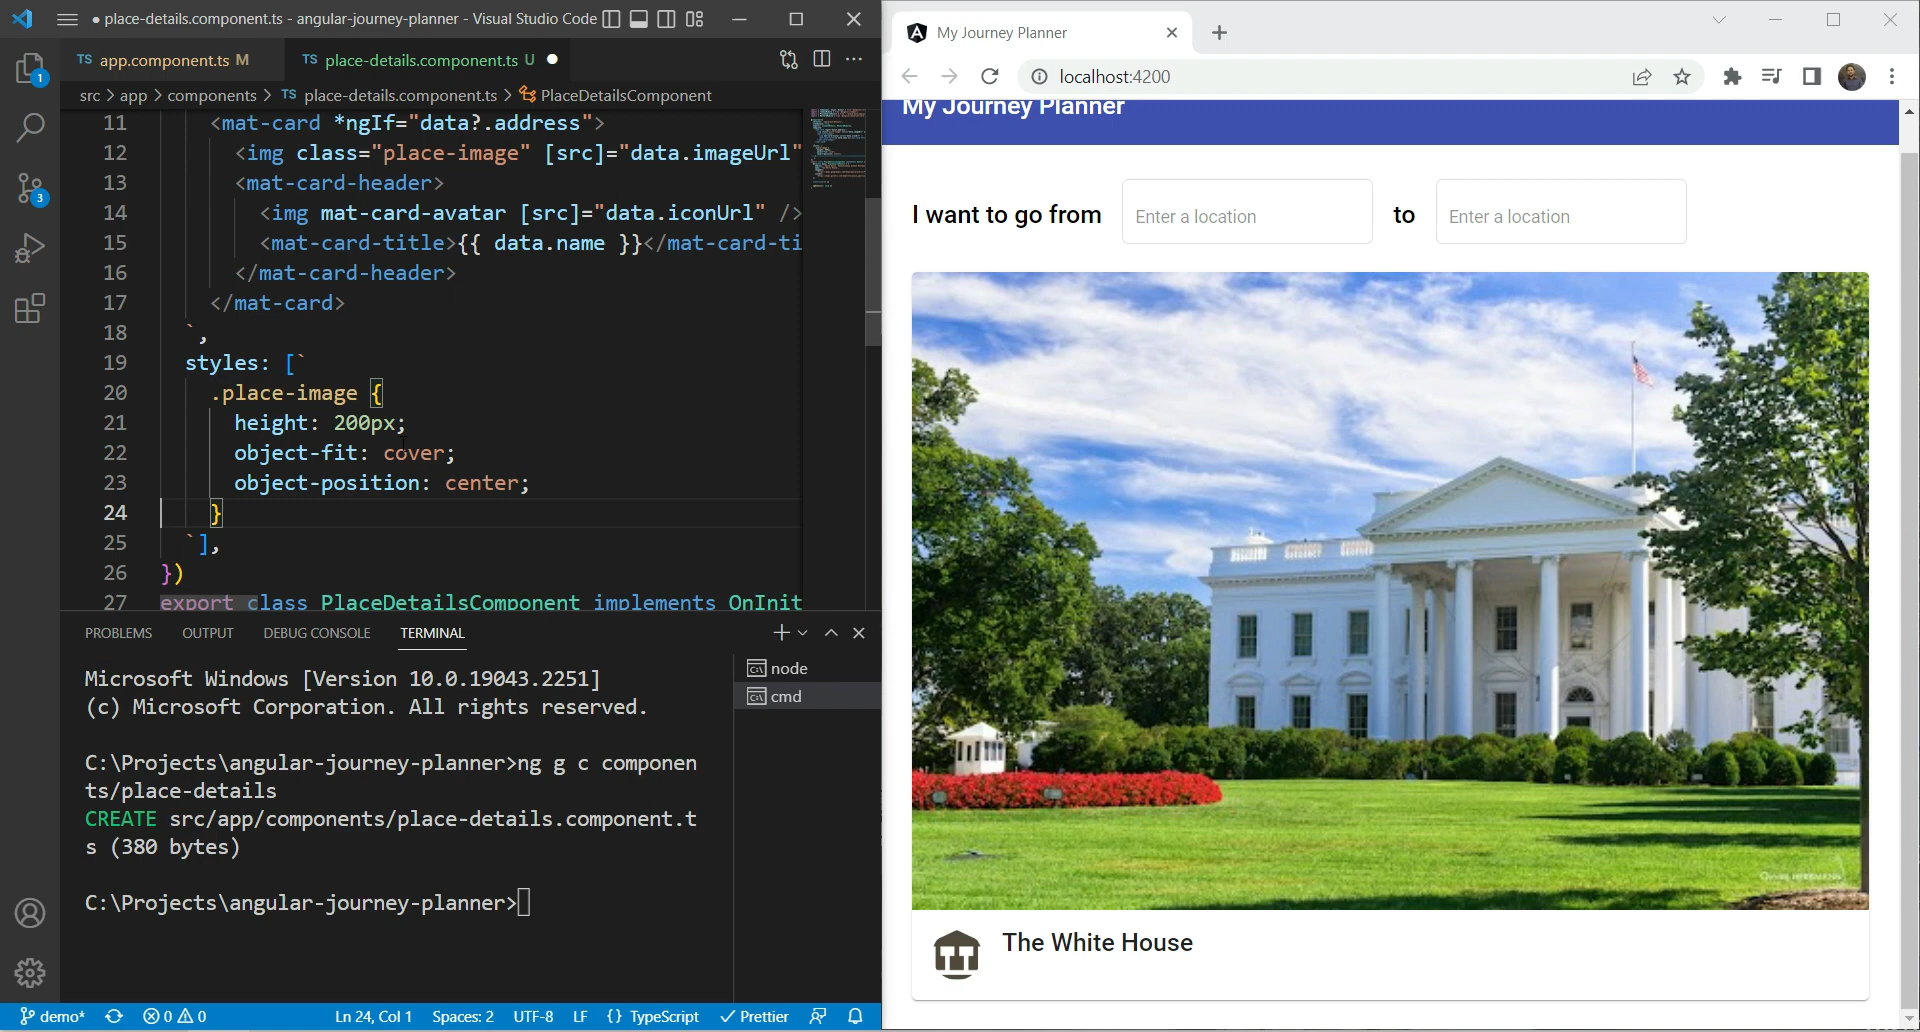 ● place-details.component.ts - angular-journey-planner - Visual Studio Code
TS app.component.ts M
TS place-details.component.ts U
src > app > components > TS place-details.component.ts > PlaceDetailsComponent
11 <mat-card *ngIf="data?.address">
12 <img class="place-image" [src]="data.imageUrl"
13 <mat-card-header>
14 <img mat-card-avatar [src]="data.iconUrl" />
15 <mat-card-title>{{ data.name }}</mat-card-ti
16 </mat-card-header>
17 </mat-card>
18 `,
19 styles: [`
20 .place-image {
21 height: 200px;
22 object-fit: cover;
23 object-position: center;
24 }
25 `],
26 })
27 export class PlaceDetailsComponent implements OnInit
PROBLEMS OUTPUT DEBUG CONSOLE TERMINAL
Microsoft Windows [Version 10.0.19043.2251]
(c) Microsoft Corporation. All rights reserved.
C:\Projects\angular-journey-planner>ng g c componen
ts/place-details
CREATE src/app/components/place-details.component.t
s (380 bytes)
C:\Projects\angular-journey-planner>
node
cmd
1
3
demo* 0 0 Ln 24, Col 1 Spaces: 2 UTF-8 LF {} TypeScript Prettier
My Journey Planner
localhost:4200
My Journey Planner
I want to go from Enter a location to Enter a location
The White House